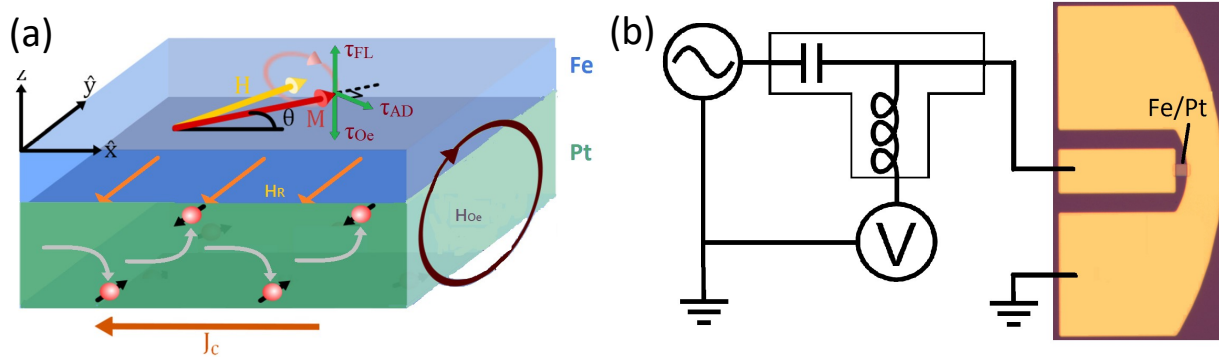 (a)
τFL
Fe
z
ŷ
H
M
θ
τAD
τOe
x̂
Pt
HR
HOe
Jc
(b)
V
Fe/Pt